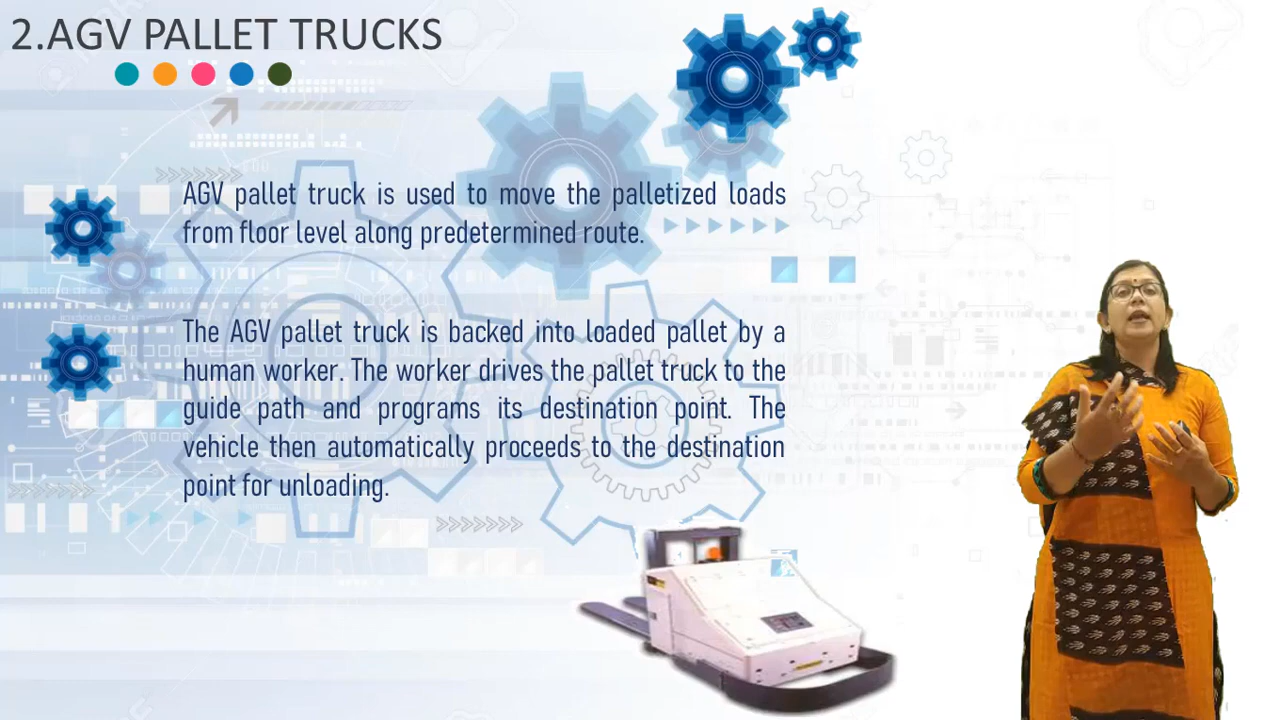 2.AGV PALLET TRUCKS
AGV pallet truck is used to move the palletized loads
from floor level along predetermined route.
The AGV pallet truck is backed into loaded pallet by a
human worker. The worker drives the pallet truck to the
guide path and programs its destination point. The
vehicle then automatically proceeds to the destination
point for unloading.